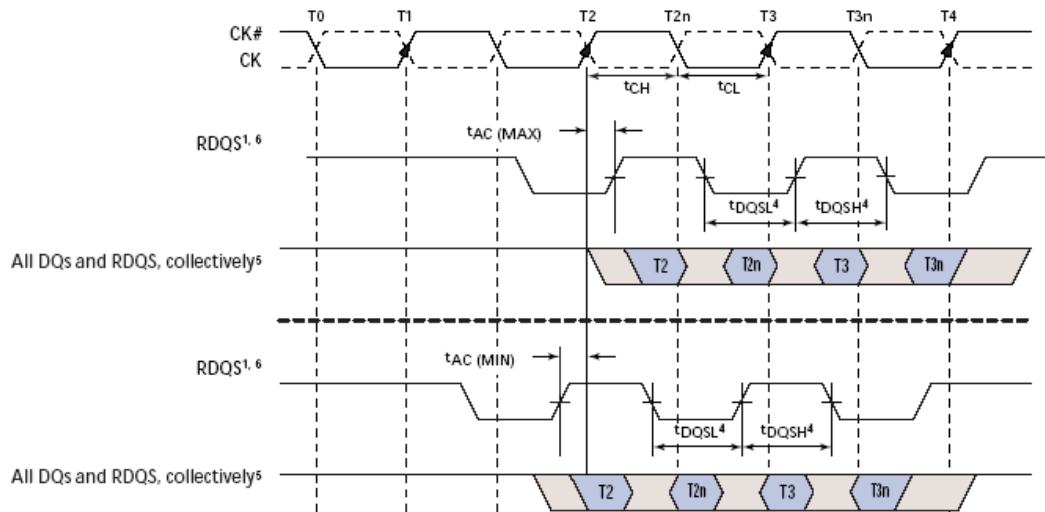 T0 T1 T2 T2n T3 T3n T4
CK#
CK
tCH tCL
tAC (MAX)
RDQS1, 6
tDQSL4 tDQSH4
All DQs and RDQS, collectively5
T2 T2n T3 T3n
tAC (MIN)
RDQS1, 6
tDQSL4 tDQSH4
All DQs and RDQS, collectively5
T2 T2n T3 T3n